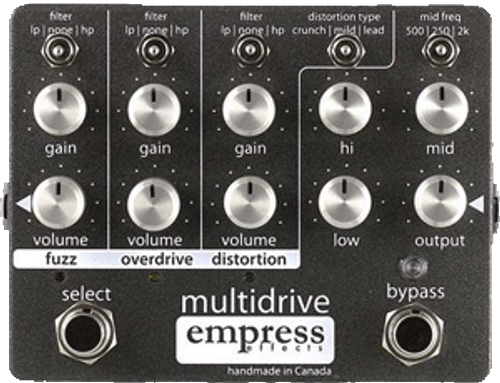 filter
filter
filter
distortion type
mid freq
lp | none | hp
lp | none | hp
lp | none | hp
crunch | mild | lead
500 | 250 | 2k
gain
gain
gain
hi
mid
volume
volume
volume
low
output
fuzz
overdrive
distortion
select
multidrive
bypass
empress
effects
handmade in Canada